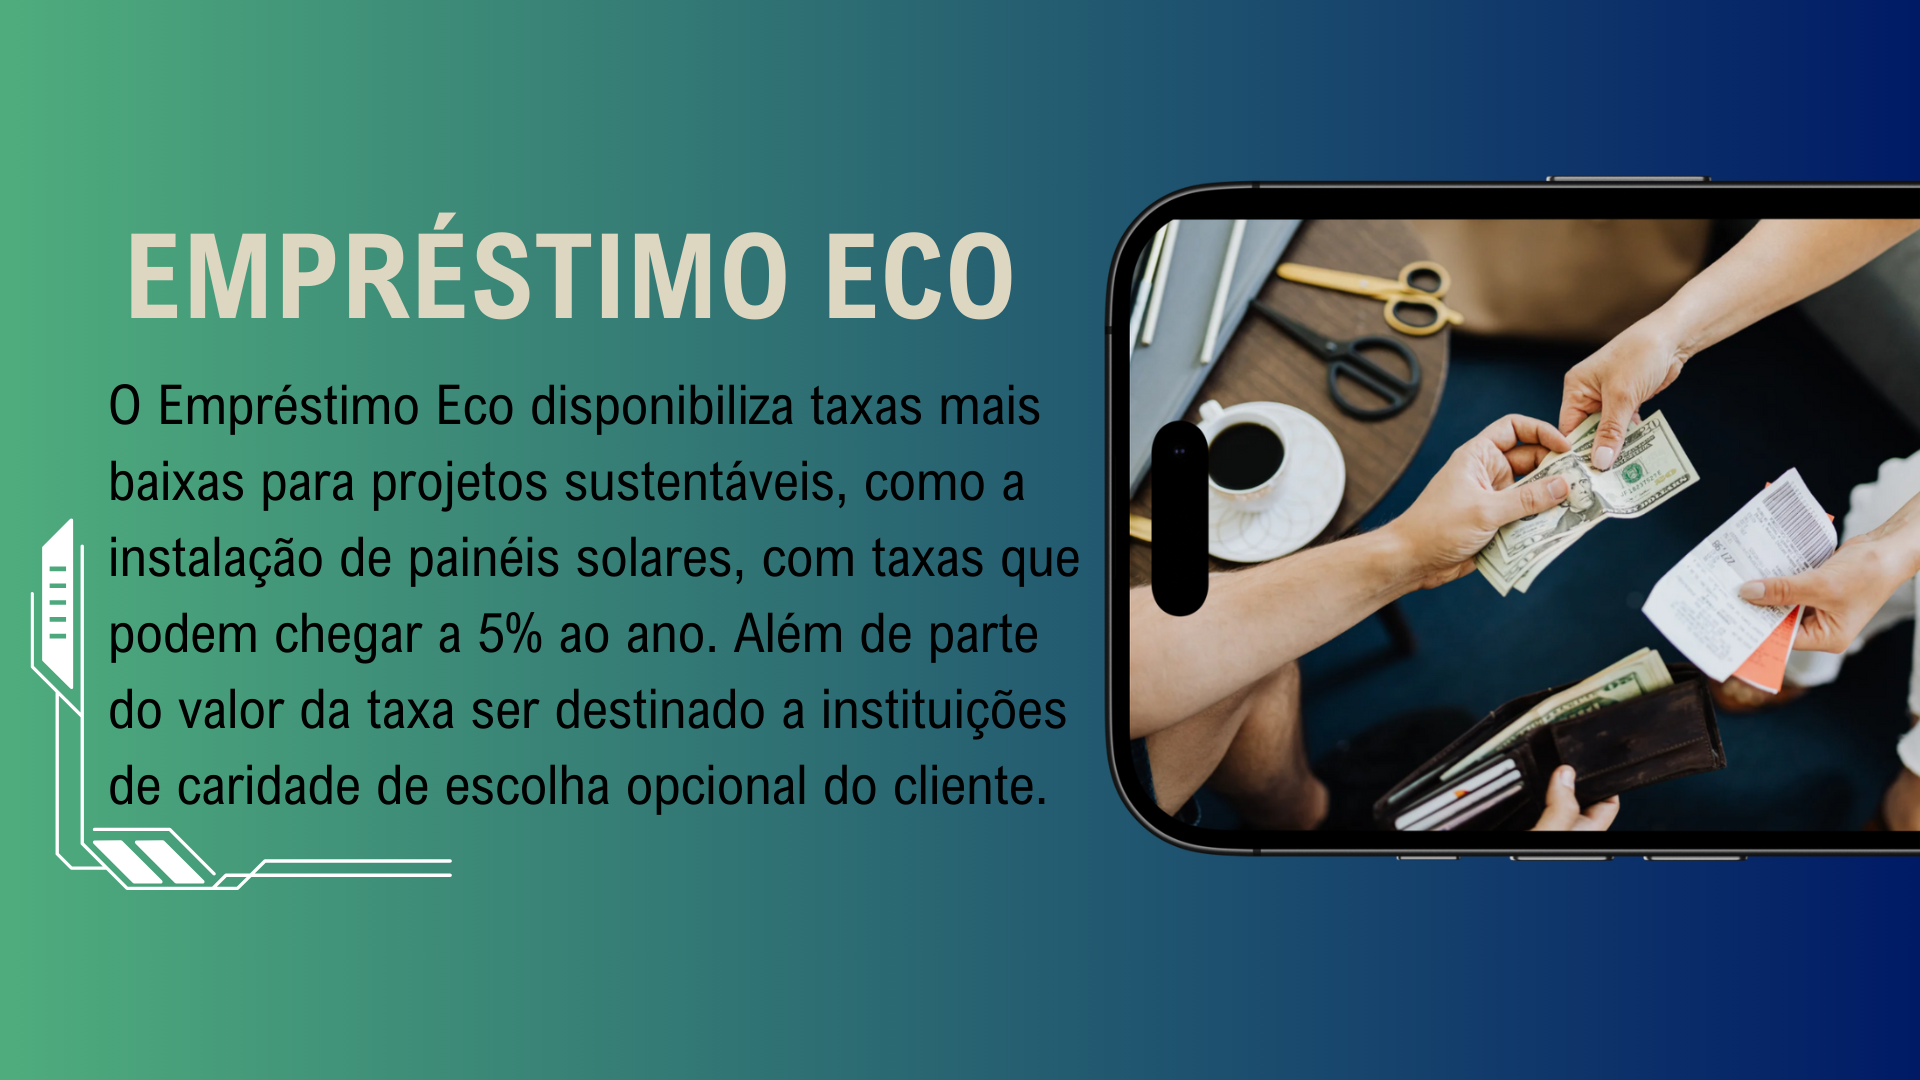 EMPRÉSTIMO ECO
O Empréstimo Eco disponibiliza taxas mais
baixas para projetos sustentáveis, como a
instalação de painéis solares, com taxas que
podem chegar a 5% ao ano. Além de parte
do valor da taxa ser destinado a instituições
de caridade de escolha opcional do cliente.